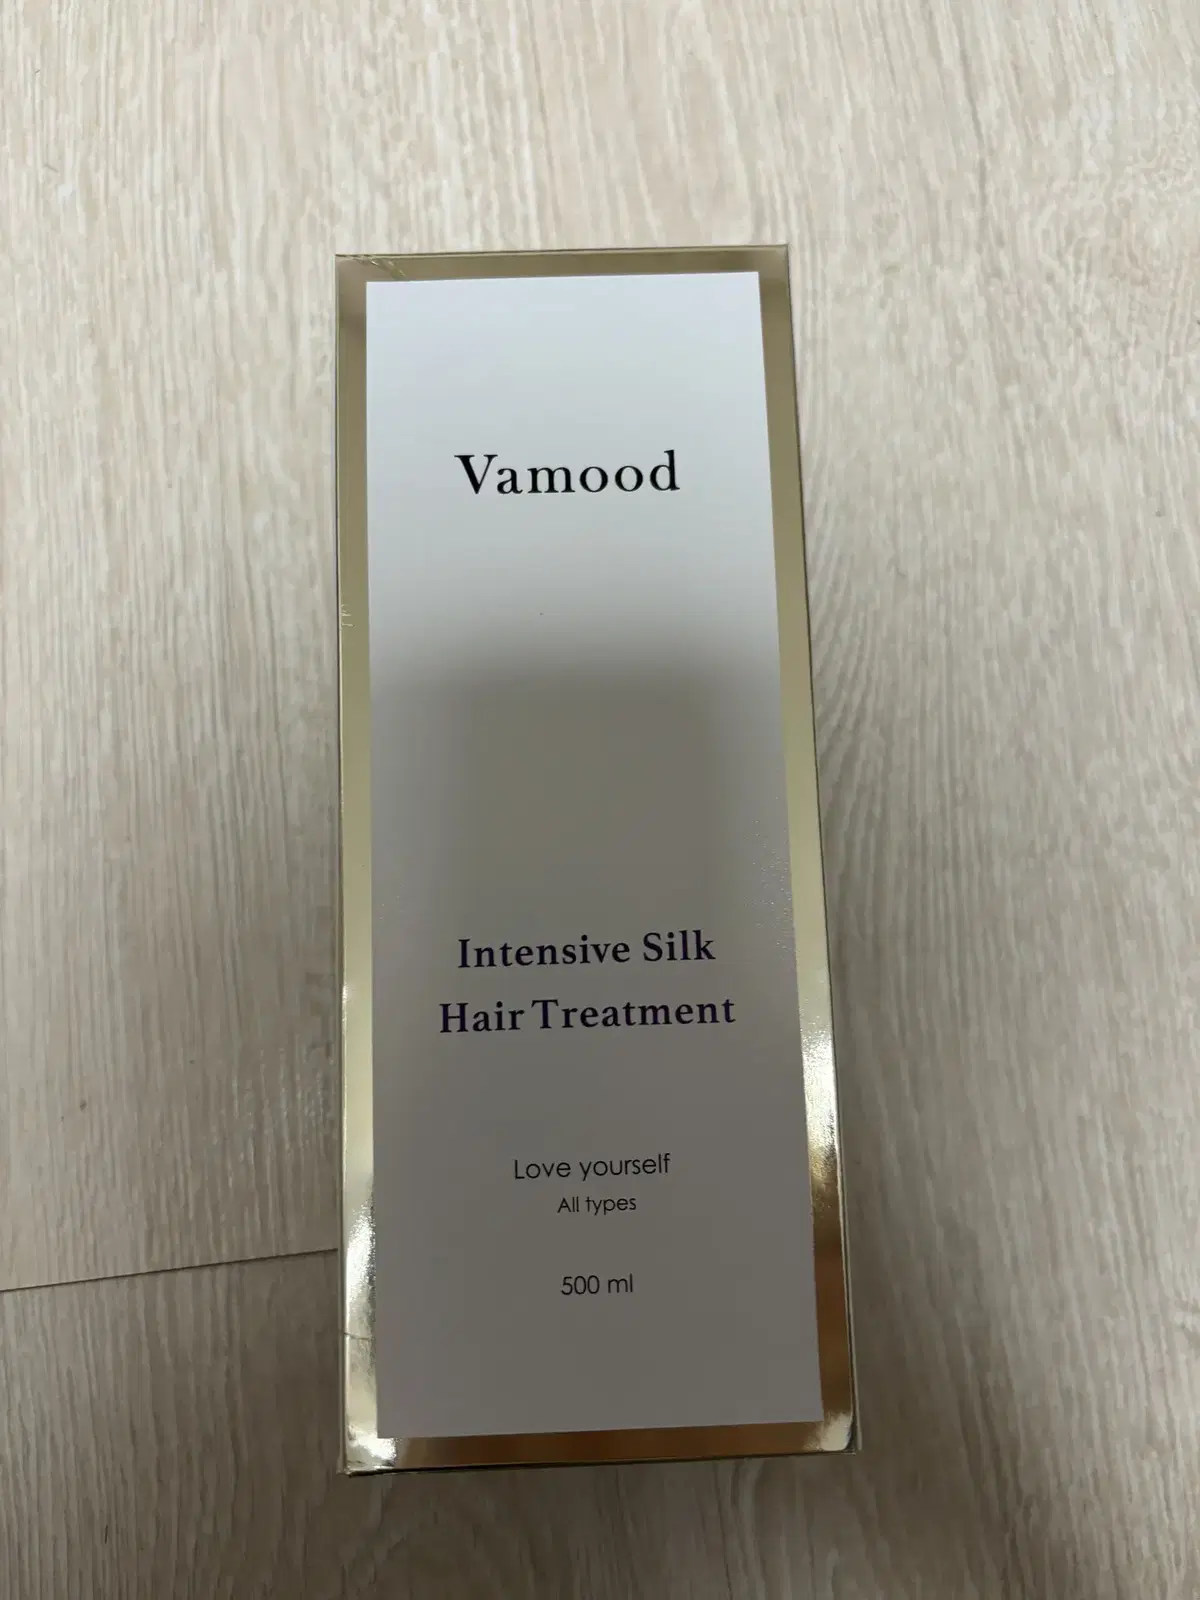 Vamood
Intensive Silk
Hair Treatment
Love yourself
All types
500 ml